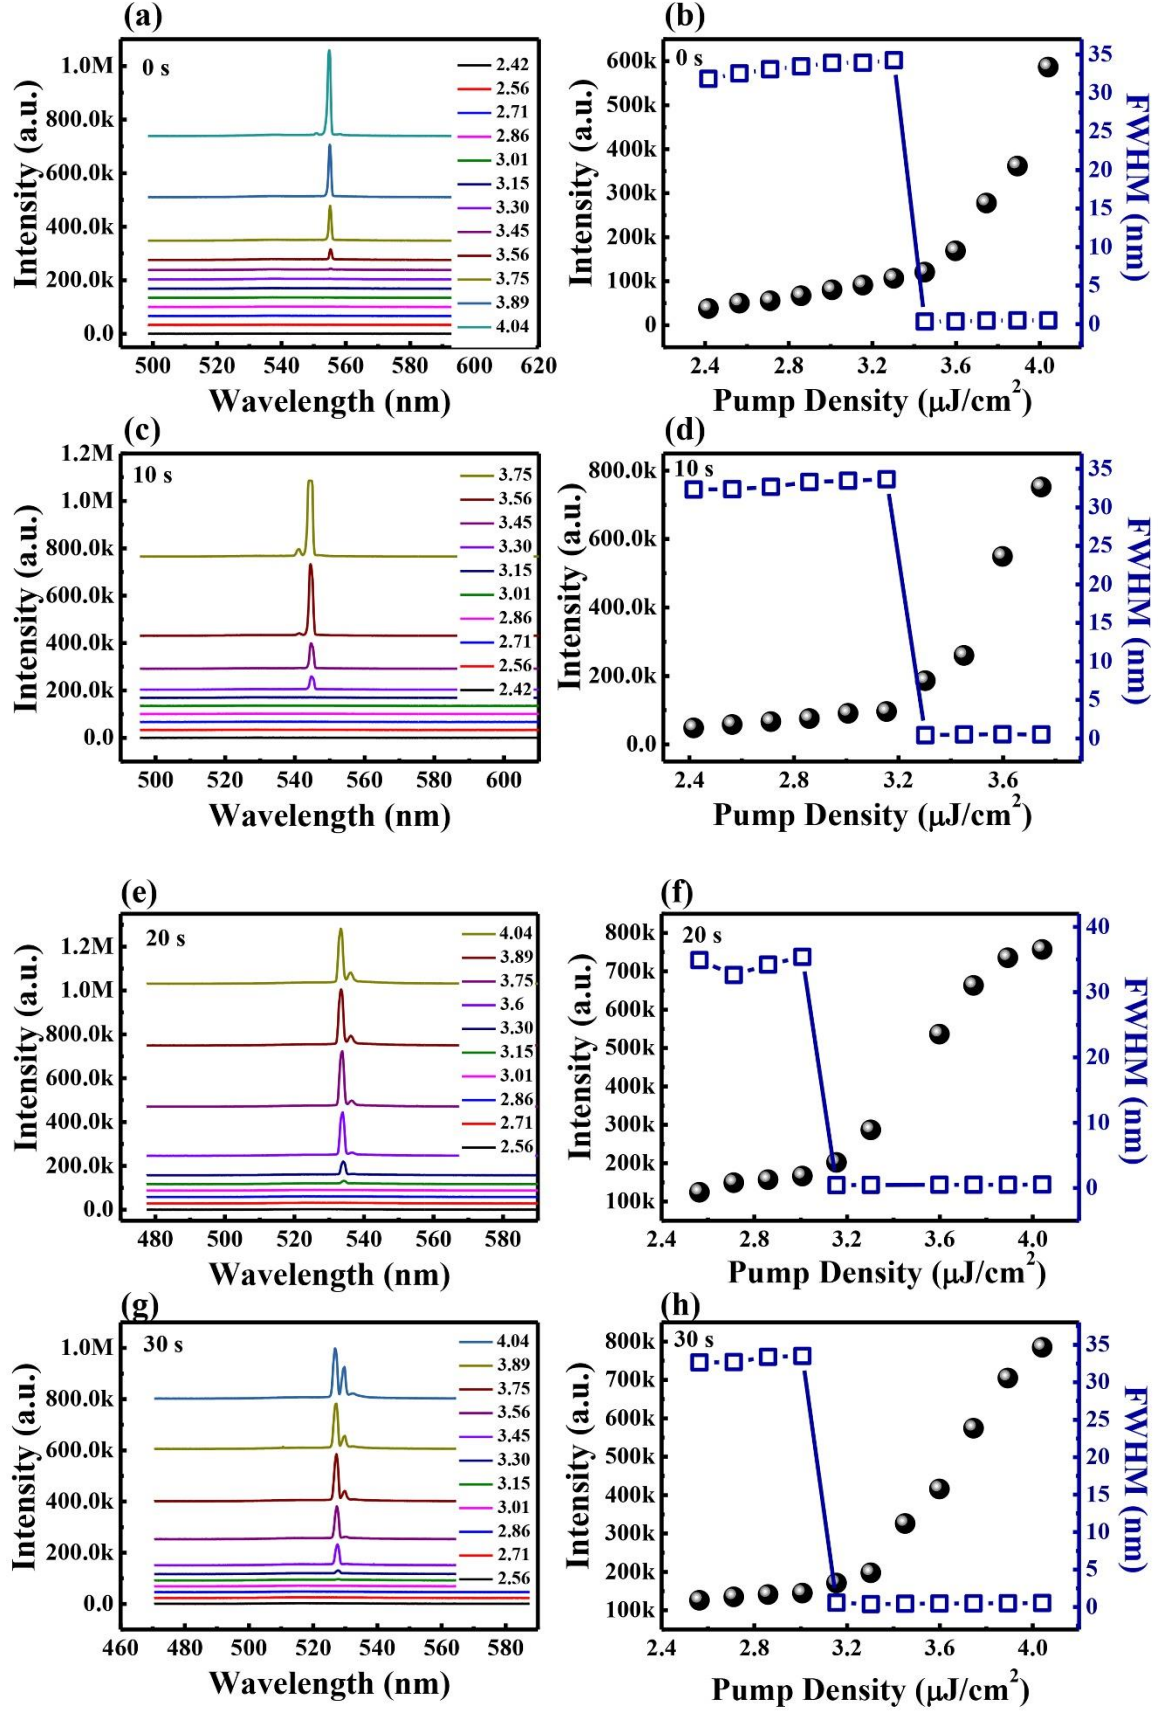 (a)
0 s
1.0M
800.0k
600.0k
400.0k
200.0k
0.0
Intensity (a.u.)
2.42
2.56
2.71
2.86
3.01
3.15
3.30
3.45
3.56
3.75
3.89
4.04
500 520 540 560 580 600 620
Wavelength (nm)
(b)
0 s
600k
500k
400k
300k
200k
100k
0
Intensity (a.u.)
35
30
25
20
15
10
5
0
FWHM (nm)
2.4 2.8 3.2 3.6 4.0
Pump Density (μJ/cm²)
(c)
10 s
1.2M
1.0M
800.0k
600.0k
400.0k
200.0k
0.0
Intensity (a.u.)
3.75
3.56
3.45
3.30
3.15
3.01
2.86
2.71
2.56
2.42
500 520 540 560 580 600
Wavelength (nm)
(d)
10 s
800.0k
600.0k
400.0k
200.0k
0.0
Intensity (a.u.)
35
30
25
20
15
10
5
0
FWHM (nm)
2.4 2.8 3.2 3.6
Pump Density (μJ/cm²)
(e)
20 s
1.2M
1.0M
800.0k
600.0k
400.0k
200.0k
0.0
Intensity (a.u.)
4.04
3.89
3.75
3.6
3.30
3.15
3.01
2.86
2.71
2.56
480 500 520 540 560 580
Wavelength (nm)
(f)
20 s
800k
700k
600k
500k
400k
300k
200k
100k
Intensity (a.u.)
40
30
20
10
0
FWHM (nm)
2.4 2.8 3.2 3.6 4.0
Pump Density (μJ/cm²)
(g)
30 s
1.0M
800.0k
600.0k
400.0k
200.0k
0.0
Intensity (a.u.)
4.04
3.89
3.75
3.56
3.45
3.30
3.15
3.01
2.86
2.71
2.56
460 480 500 520 540 560 580
Wavelength (nm)
(h)
30 s
800k
700k
600k
500k
400k
300k
200k
100k
Intensity (a.u.)
35
30
25
20
15
10
5
0
FWHM (nm)
2.4 2.8 3.2 3.6 4.0
Pump Density (μJ/cm²)